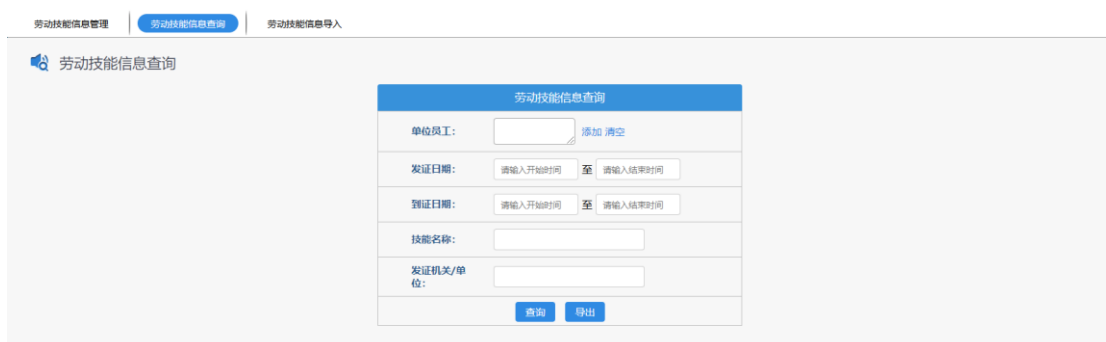 劳动技能信息管理 劳动技能信息查询 劳动技能信息导入
劳动技能信息查询
劳动技能信息查询
单位员工： 添加 清空
发证日期： 请输入开始时间 至 请输入结束时间
到证日期： 请输入开始时间 至 请输入结束时间
技能名称：
发证机关/单
位：
查询 导出